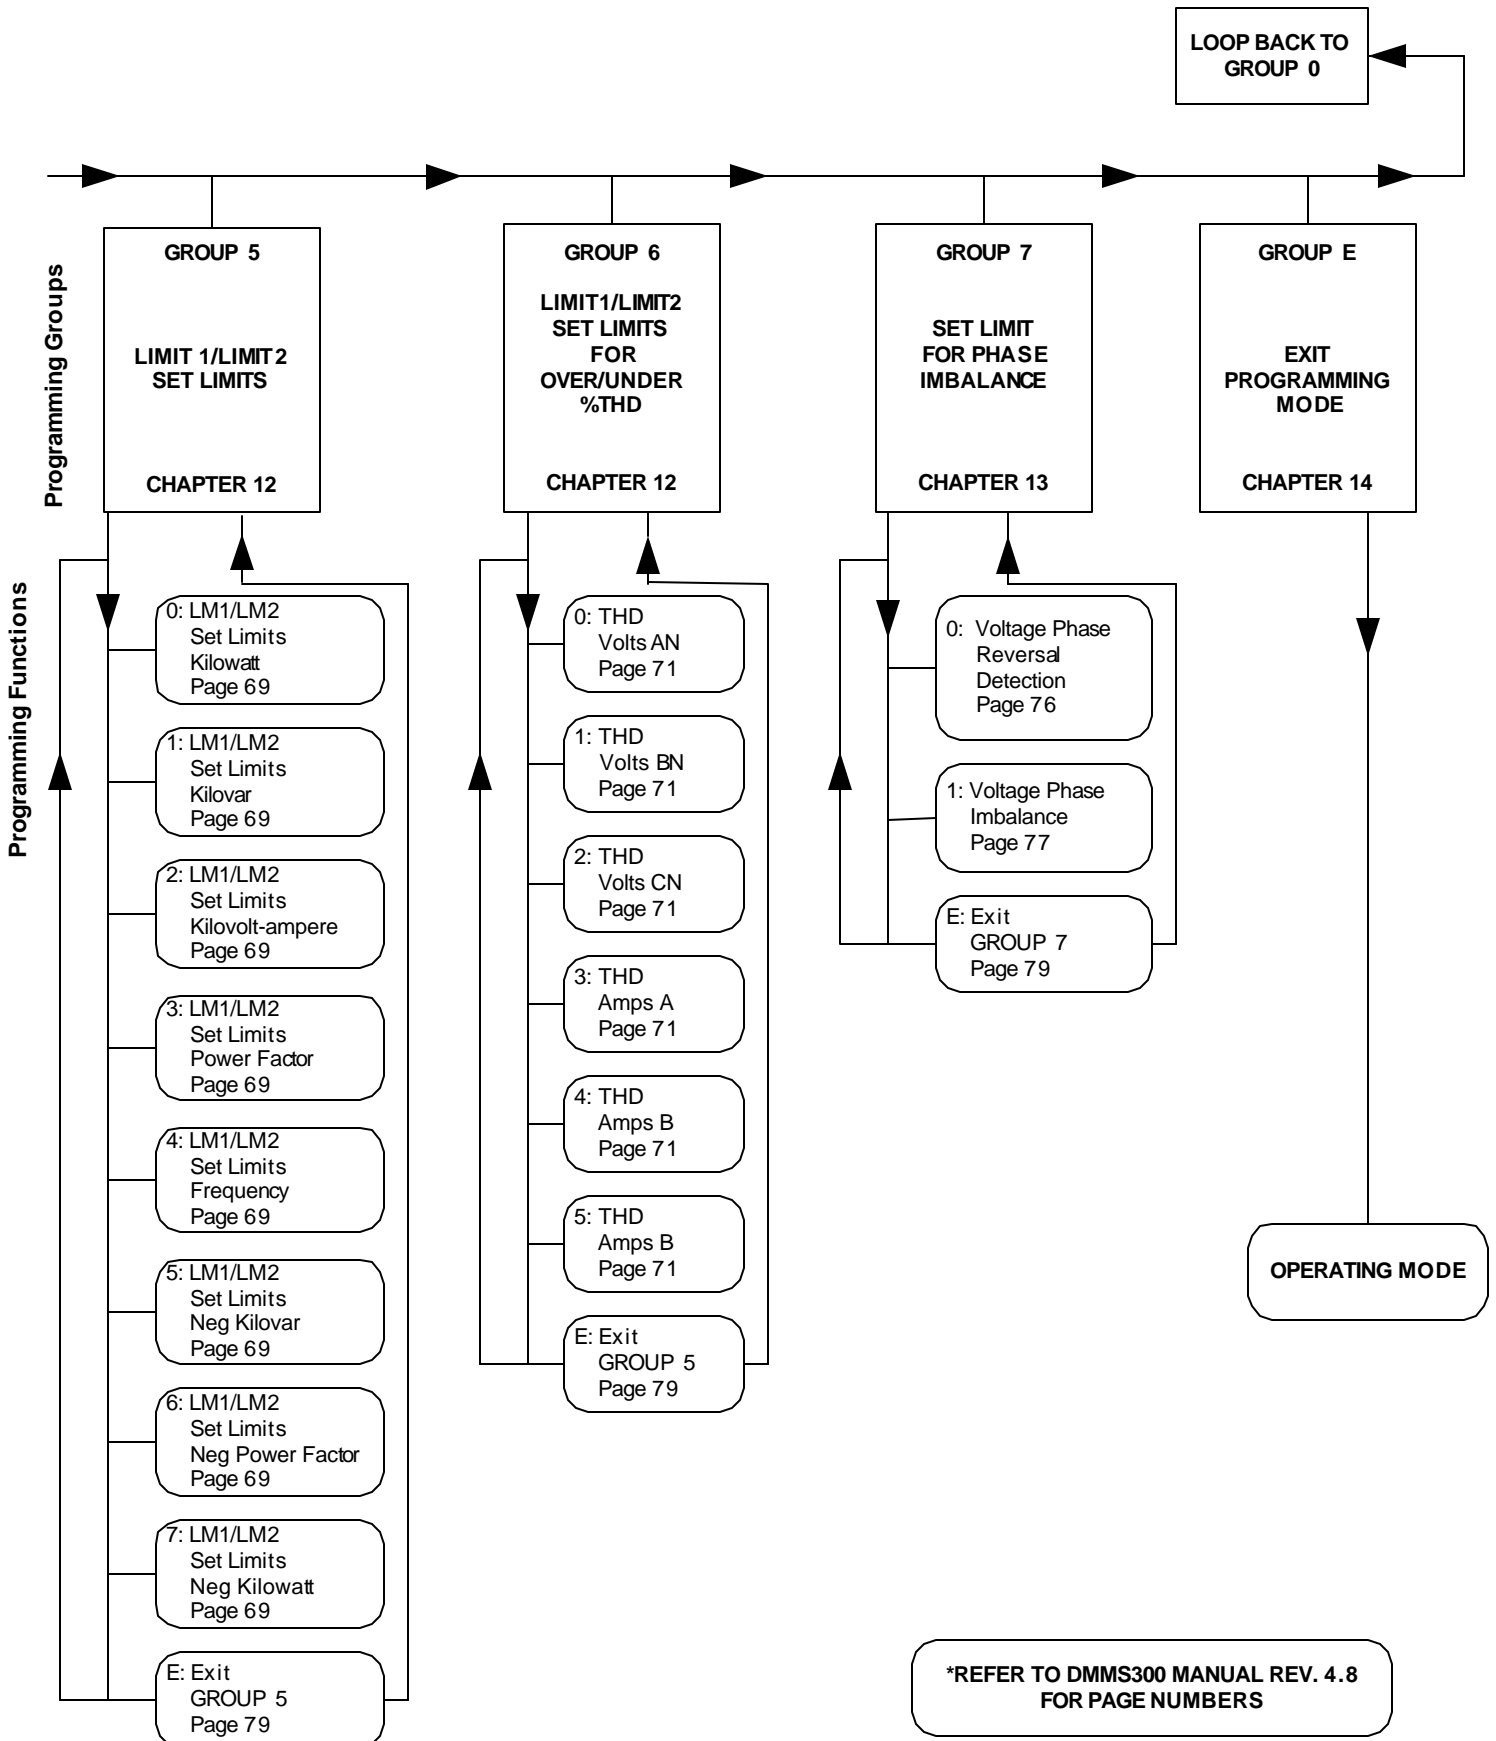 LOOP BACK TO
GROUP 0
Programming Groups
GROUP 5
LIMIT 1/LIMIT 2
SET LIMITS
CHAPTER 12
GROUP 6
LIMIT1/LIMIT2
SET LIMITS
FOR
OVER/UNDER
%THD
CHAPTER 12
GROUP 7
SET LIMIT
FOR PHASE
IMBALANCE
CHAPTER 13
GROUP E
EXIT
PROGRAMMING
MODE
CHAPTER 14
Programming Functions
0: LM1/LM2
Set Limits
Kilowatt
Page 69
1: LM1/LM2
Set Limits
Kilovar
Page 69
2: LM1/LM2
Set Limits
Kilovolt-ampere
Page 69
3: LM1/LM2
Set Limits
Power Factor
Page 69
4: LM1/LM2
Set Limits
Frequency
Page 69
5: LM1/LM2
Set Limits
Neg Kilovar
Page 69
6: LM1/LM2
Set Limits
Neg Power Factor
Page 69
7: LM1/LM2
Set Limits
Neg Kilowatt
Page 69
E: Exit
GROUP 5
Page 79
0: THD
Volts AN
Page 71
1: THD
Volts BN
Page 71
2: THD
Volts CN
Page 71
3: THD
Amps A
Page 71
4: THD
Amps B
Page 71
5: THD
Amps B
Page 71
E: Exit
GROUP 5
Page 79
0: Voltage Phase
Reversal
Detection
Page 76
1: Voltage Phase
Imbalance
Page 77
E: Exit
GROUP 7
Page 79
OPERATING MODE
*REFER TO DMMS300 MANUAL REV. 4.8
FOR PAGE NUMBERS